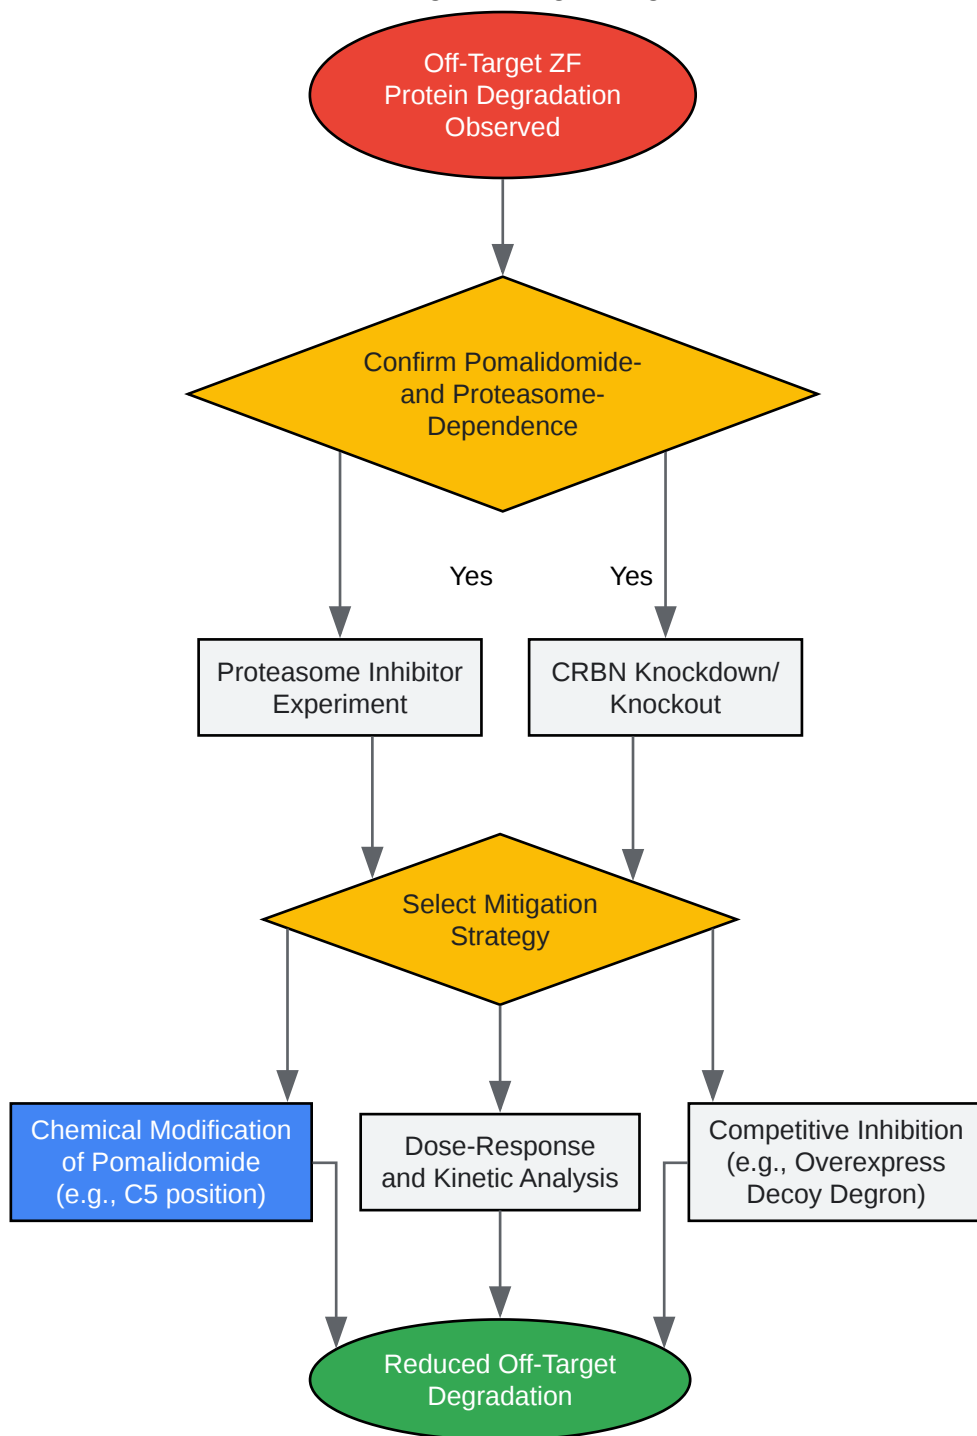 Off-Target ZF
Protein Degradation
Observed
Confirm Pomalidomide-
and Proteasome-
Dependence
Yes
Yes
Proteasome Inhibitor
Experiment
CRBN Knockdown/
Knockout
Select Mitigation
Strategy
Chemical Modification
of Pomalidomide
(e.g., C5 position)
Dose-Response
and Kinetic Analysis
Competitive Inhibition
(e.g., Overexpress
Decoy Degron)
Reduced Off-Target
Degradation